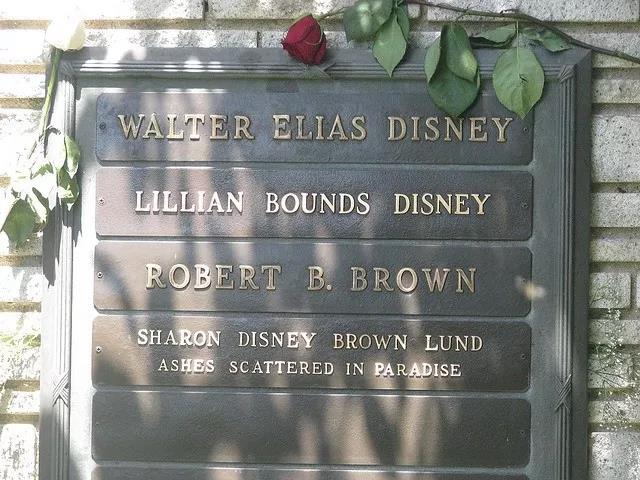 WALTER ELIAS DISNEY
LILLIAN BOUNDS DISNEY
ROBERT B. BROWN
SHARON DISNEY BROWN LUND
ASHES SCATTERED IN PARADISE